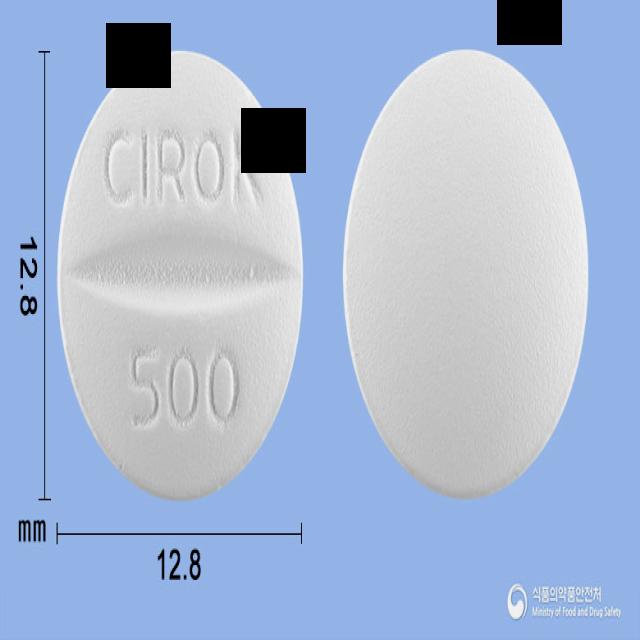 CIROK
500
12.8
mm
12.8
식품의약품안전처
Ministry of Food and Drug Safety